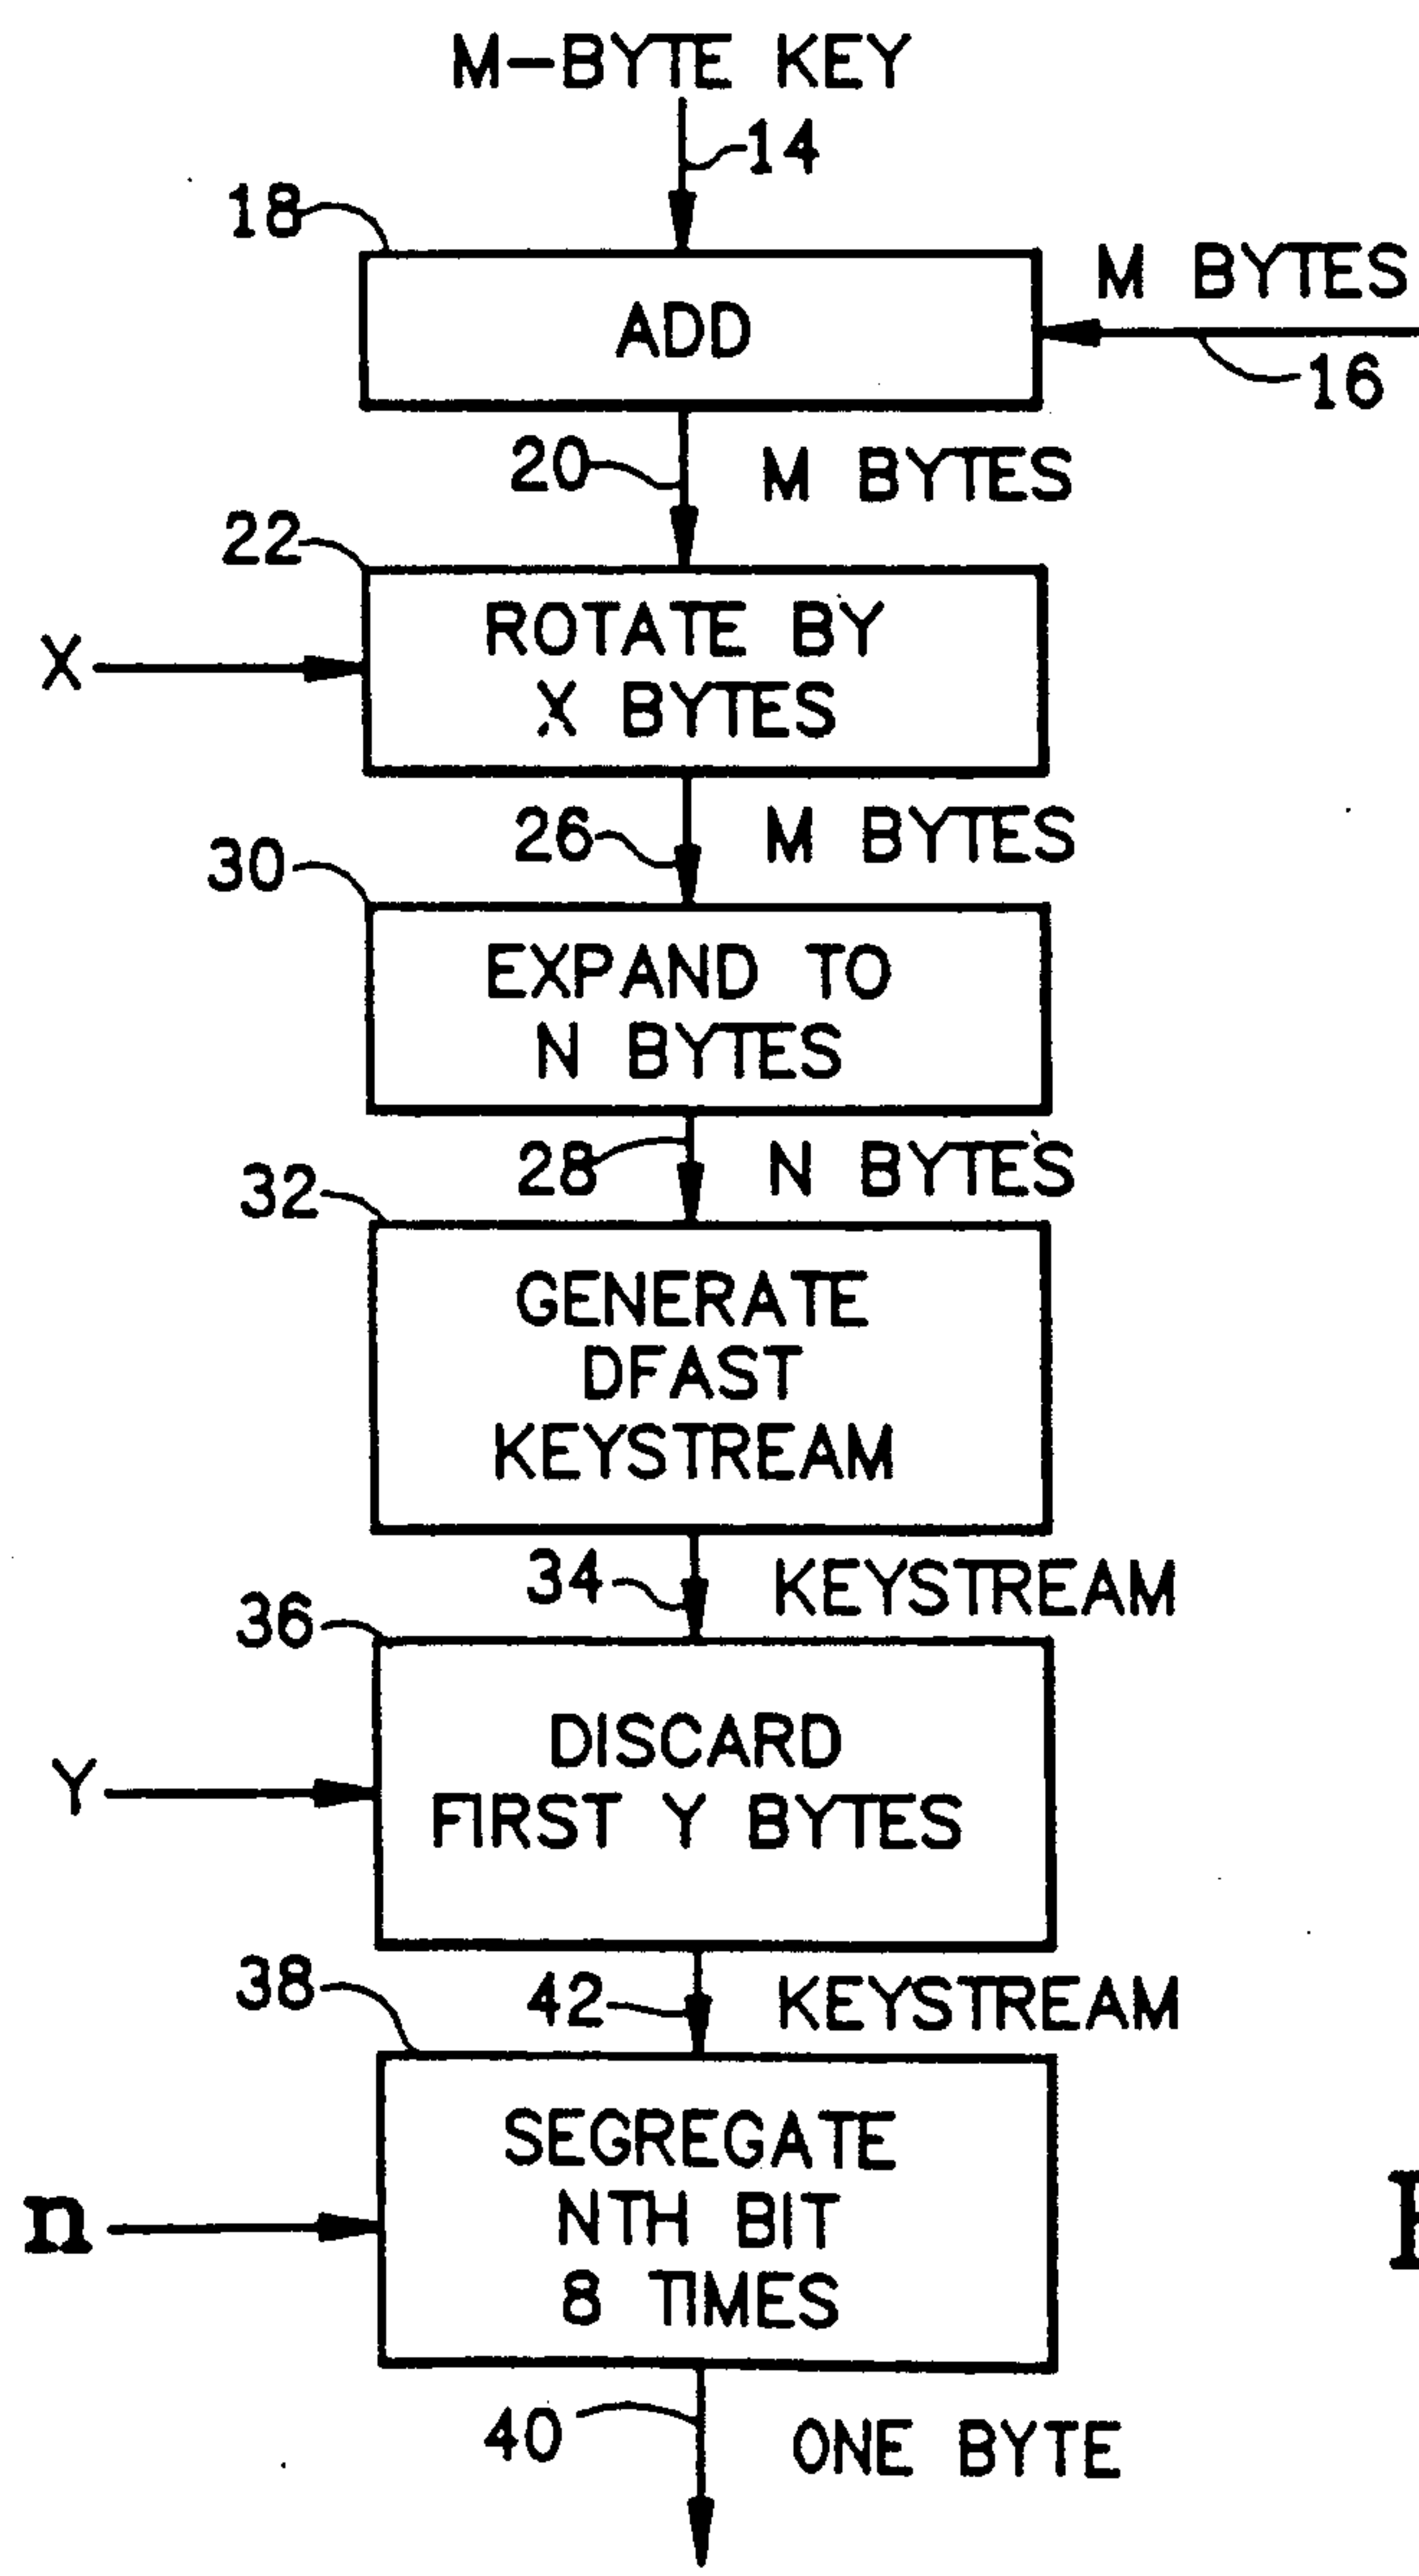 M-BYTE KEY
14
18
M BYTES
ADD
16
20 M BYTES
22
ROTATE BY
X
X BYTES
26 M BYTES
30
EXPAND TO
N BYTES
28 N BYTES
32
GENERATE
DFAST
KEYSTREAM
34 KEYSTREAM
36
DISCARD
Y
FIRST Y BYTES
38
42 KEYSTREAM
SEGREGATE
n
NTH BIT
8 TIMES
40 ONE BYTE